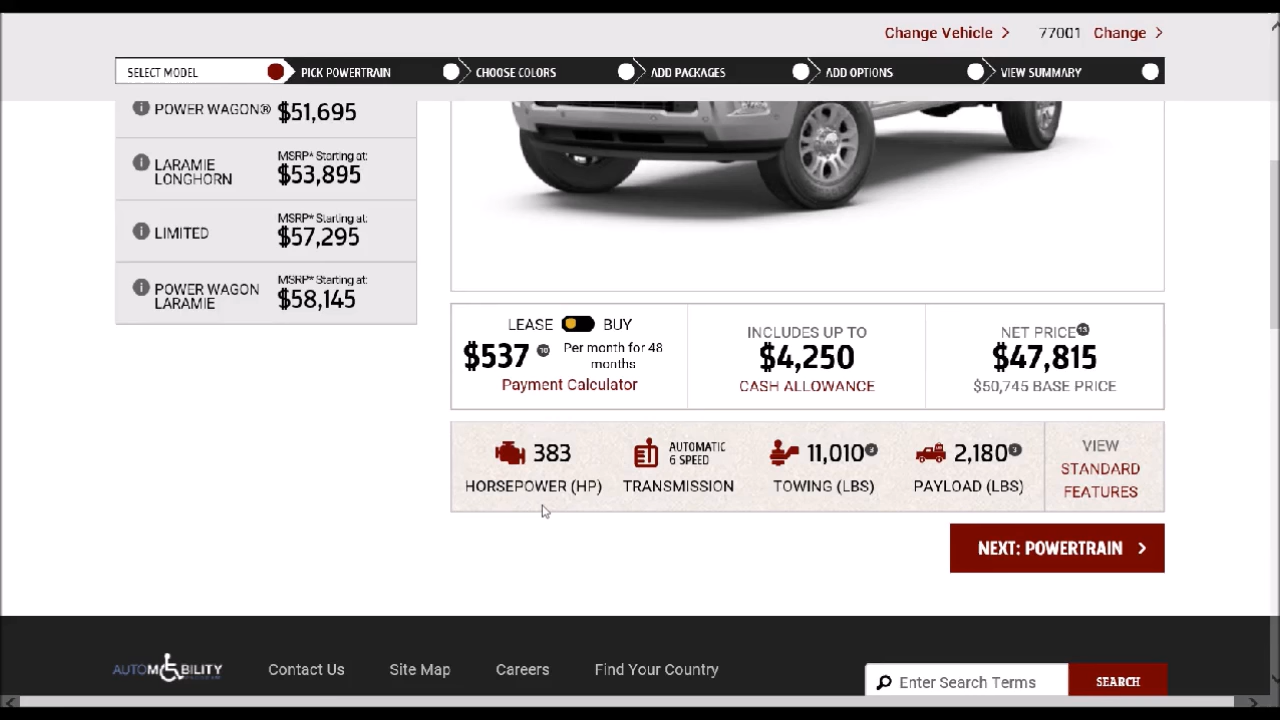 Change Vehicle
77001 Change
SELECT MODEL
PICK POWERTRAIN
CHOOSE COLORS
ADD PACKAGES
ADD OPTIONS
VIEW SUMMARY
POWER WAGON® $51,695
LARAMIE
LONGHORN
MSRP* Starting at:
$53,895
LIMITED
MSRP* Starting at:
$57,295
POWER WAGON
LARAMIE
MSRP* Starting at:
$58,145
LEASE BUY
$537
Per month for 48
months
Payment Calculator
INCLUDES UP TO
$4,250
CASH ALLOWANCE
NET PRICE 13
$47,815
$50,745 BASE PRICE
383
HORSEPOWER (HP)
AUTOMATIC
6 SPEED
TRANSMISSION
11,010
TOWING (LBS)
2,180
PAYLOAD (LBS)
VIEW
STANDARD
FEATURES
NEXT: POWERTRAIN
AUTOMOBILITY
Contact Us
Site Map
Careers
Find Your Country
Enter Search Terms
SEARCH